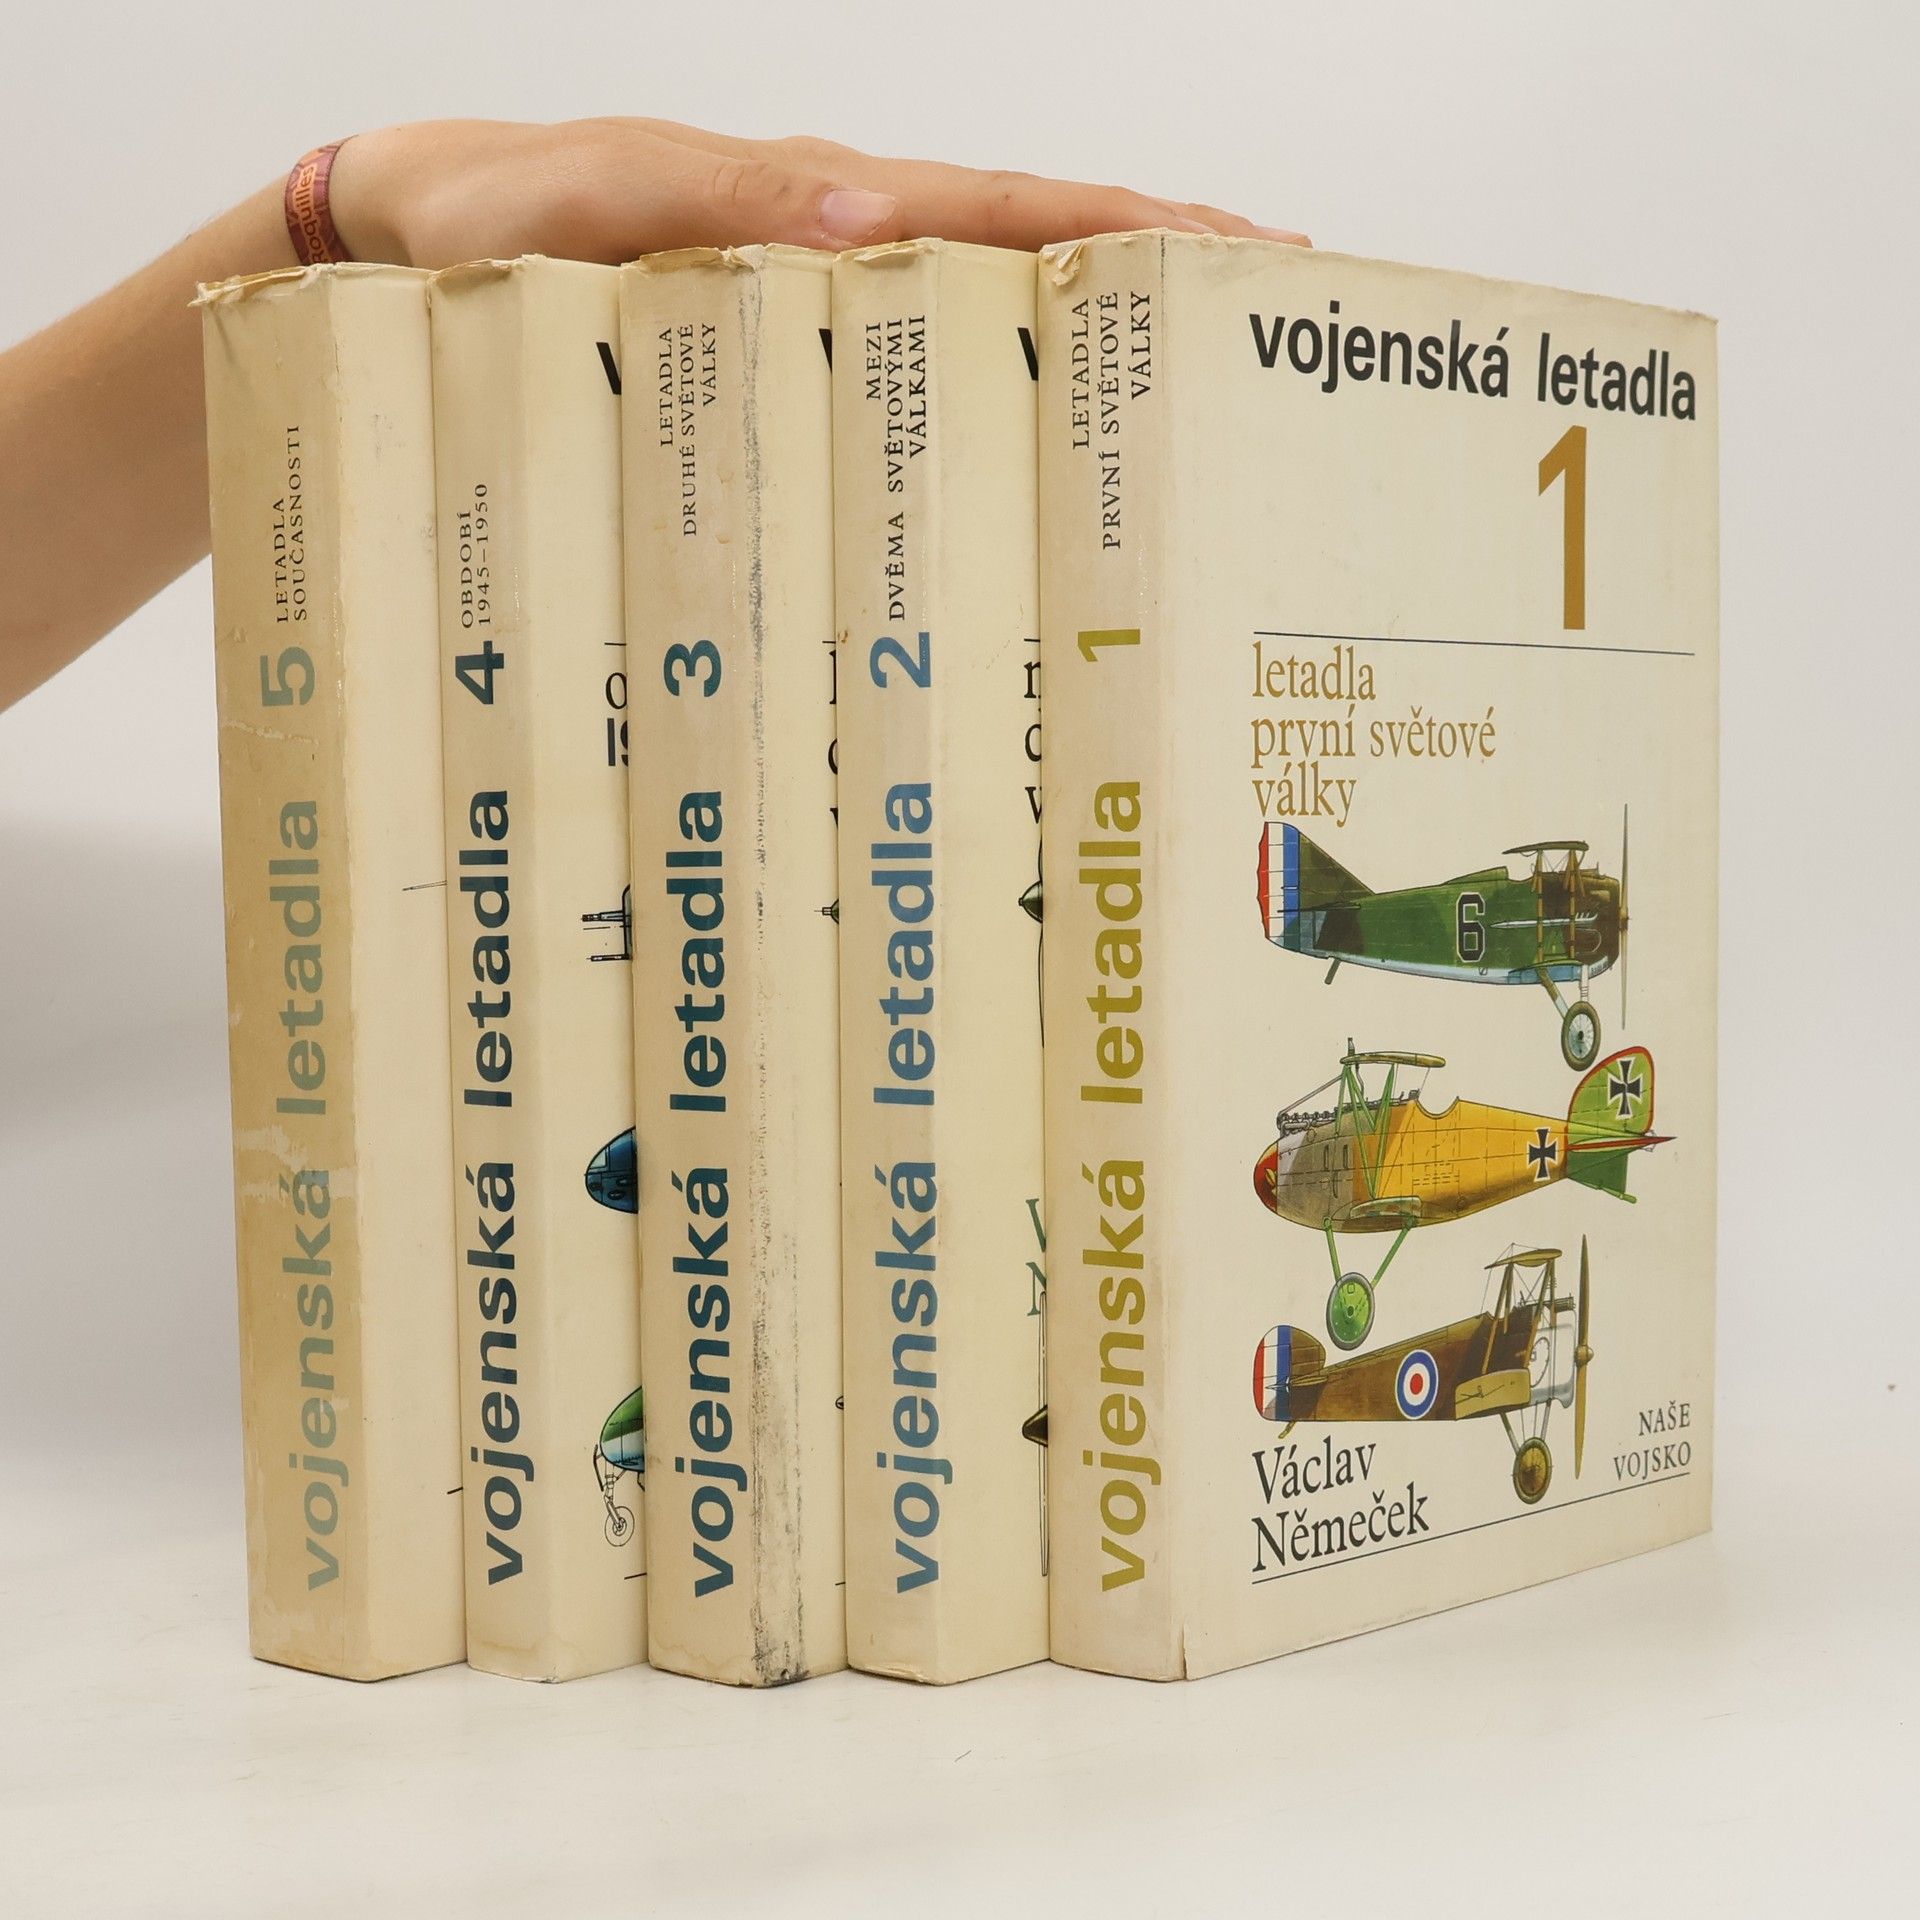 Roquilles
LETADLA
SOUČASNOSTI
vojenská letadla 5
OBDOBÍ
1945–1950
vojenská letadla 4
LETADLA
DRUHÉ SVĚTOVÉ
VÁLKY
vojenská letadla 3
MEZI
DVĚMA SVĚTOVÝMI
VÁLKAMI
vojenská letadla 2
LETADLA
PRVNÍ SVĚTOVÉ
VÁLKY
vojenská letadla 1
vojenská letadla
1
letadla
první světové
války
6
Václav
Němeček
NAŠE
VOJSKO